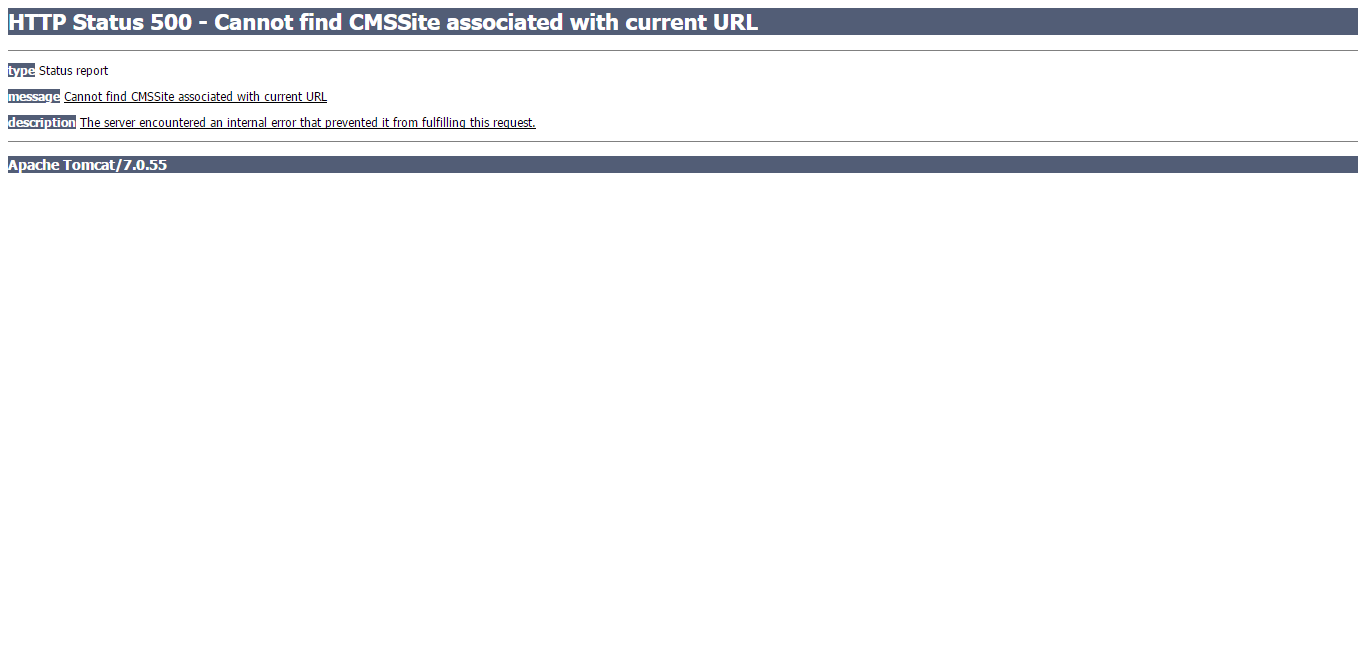 HTTP Status 500 - Cannot find CMSSite associated with current URL
type Status report
message Cannot find CMSSite associated with current URL
description The server encountered an internal error that prevented it from fulfilling this request.
Apache Tomcat/7.0.55